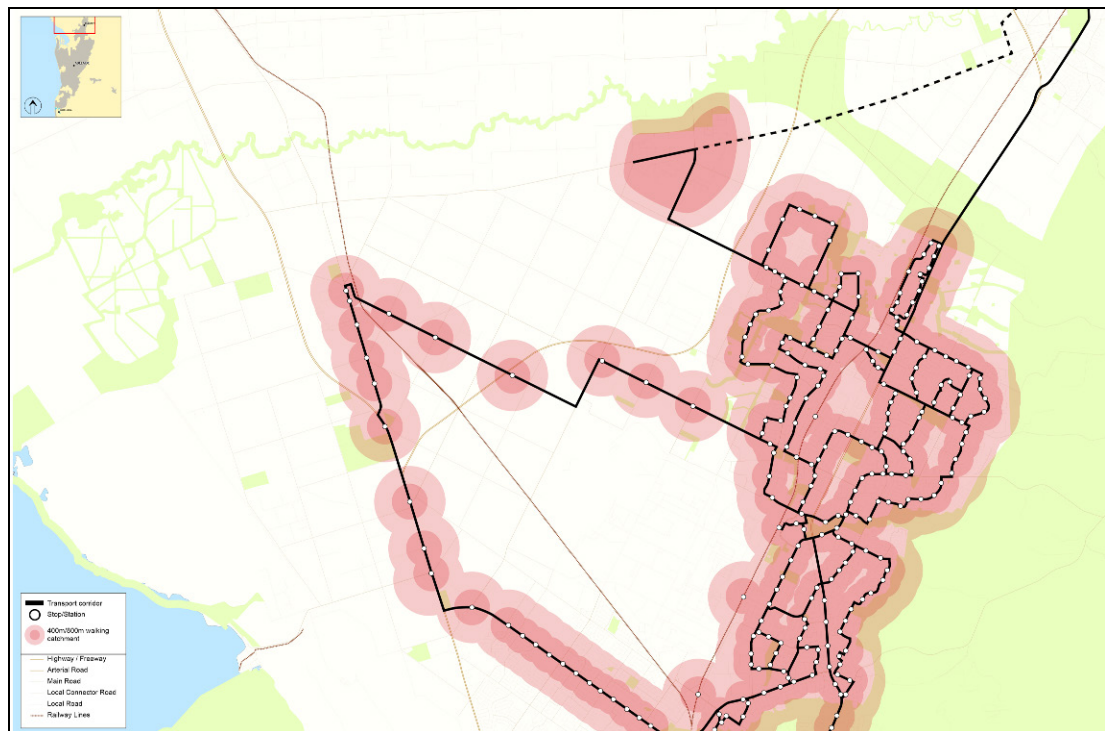 Transport corridor
Stop/Station
400m/800m walking
catchment
Highway / Freeway
Arterial Road
Main Road
Local Connector Road
Local Road
Railway Lines